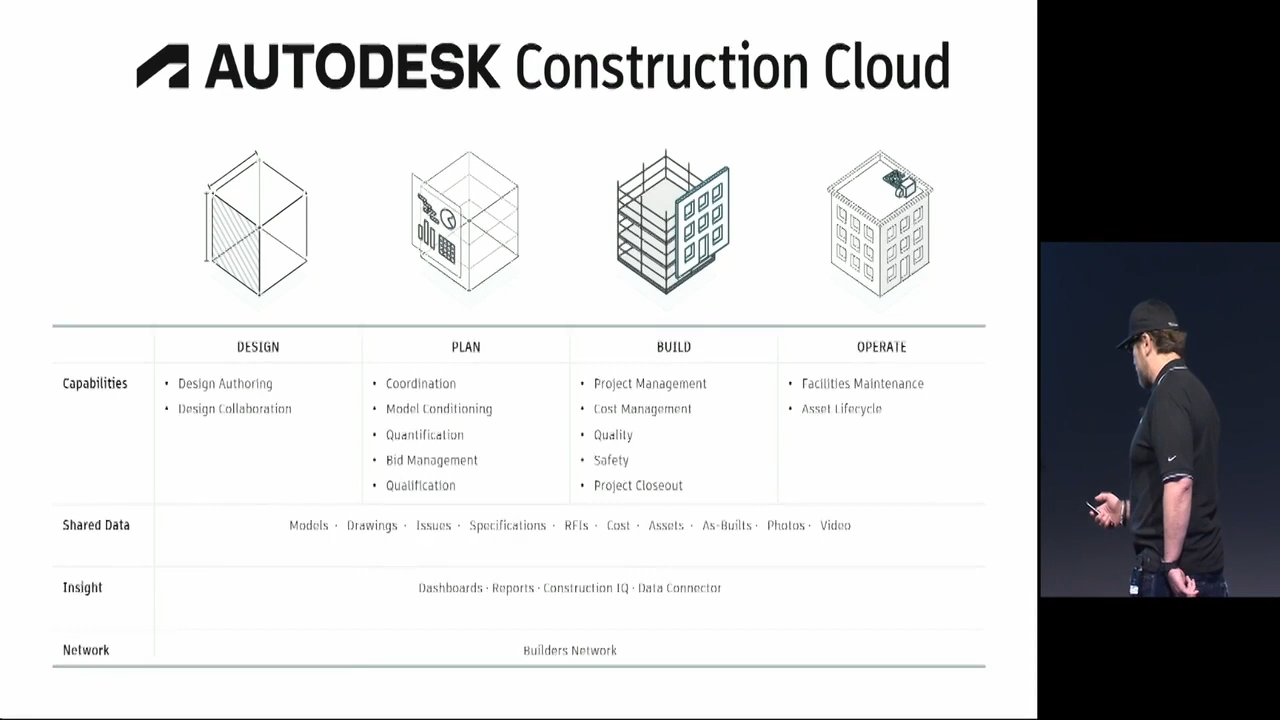 AUTODESK Construction Cloud
DESIGN PLAN BUILD OPERATE
Capabilities
• Design Authoring
• Design Collaboration
• Coordination
• Model Conditioning
• Quantification
• Bid Management
• Qualification
• Project Management
• Cost Management
• Quality
• Safety
• Project Closeout
• Facilities Maintenance
• Asset Lifecycle
Shared Data
Models · Drawings · Issues · Specifications · RFIs · Cost · Assets · As-Builts · Photos · Video
Insight
Dashboards · Reports · Construction IQ · Data Connector
Network
Builders Network